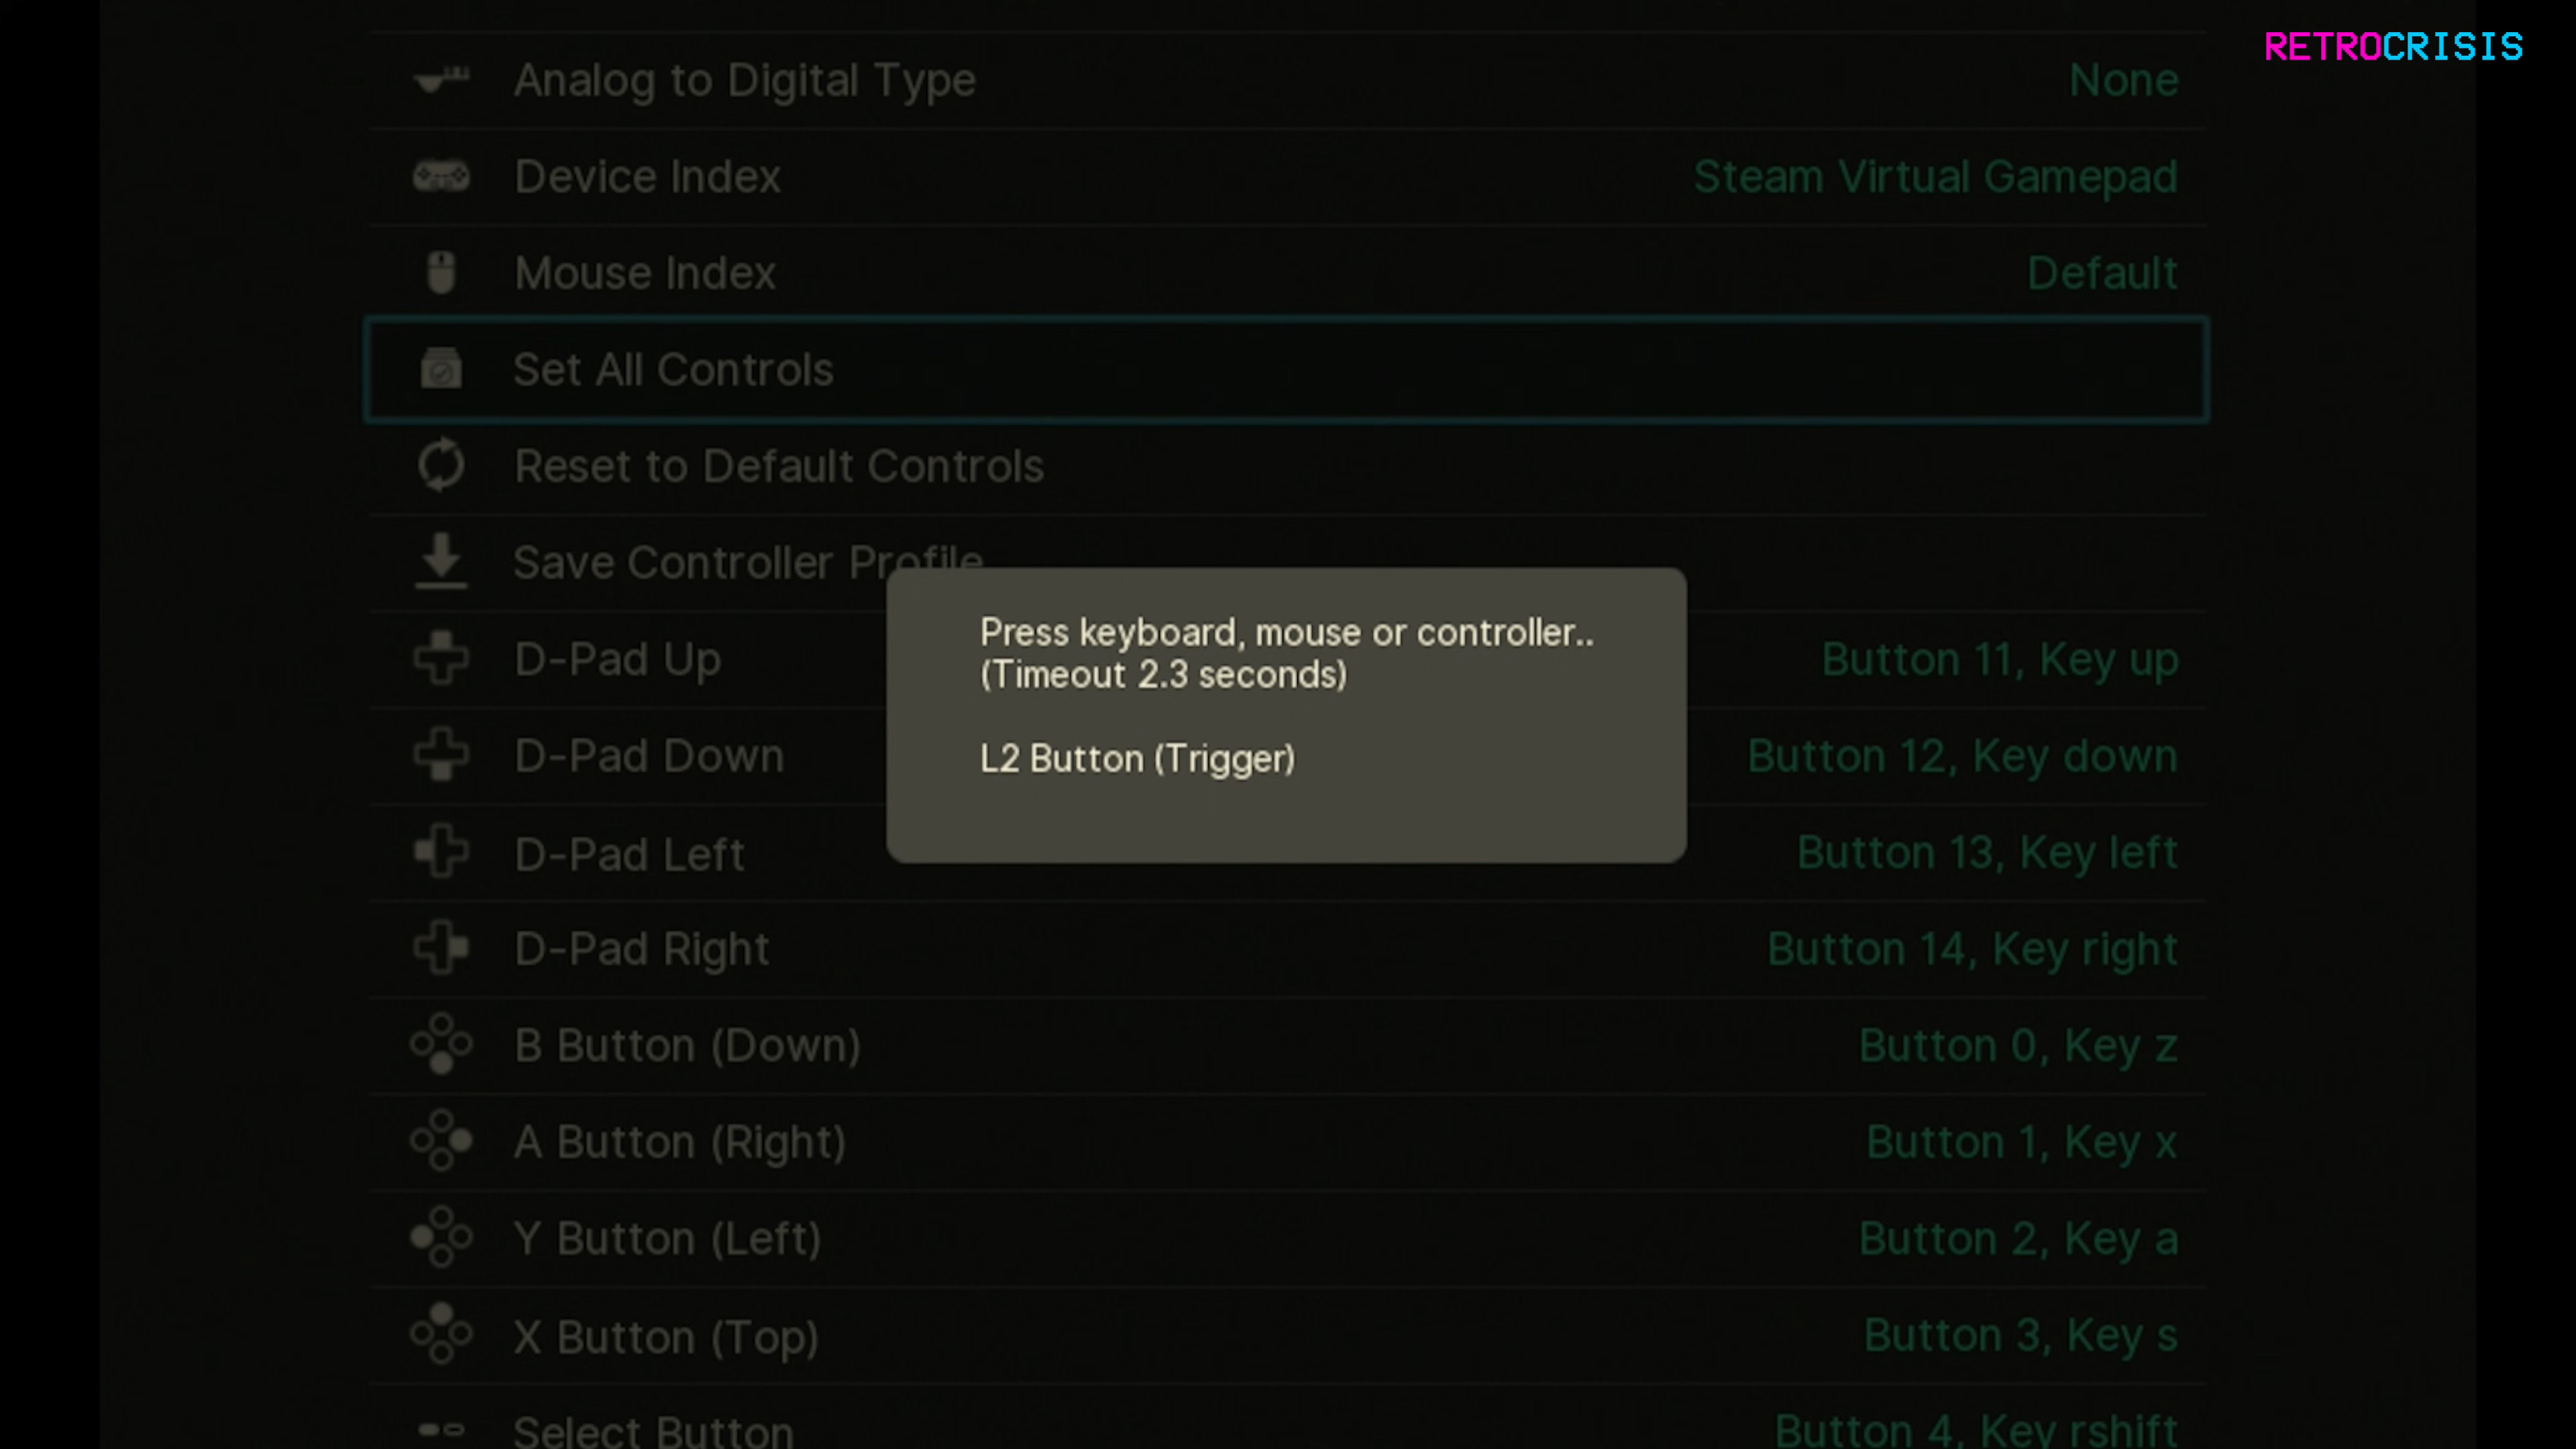 RETROCRISIS
Analog to Digital Type None
Device Index Steam Virtual Gamepad
Mouse Index Default
Set All Controls
Reset to Default Controls
Save Controller Profile
Press keyboard, mouse or controller..
(Timeout 2.3 seconds)
L2 Button (Trigger)
D-Pad Up Button 11, Key up
D-Pad Down Button 12, Key down
D-Pad Left Button 13, Key left
D-Pad Right Button 14, Key right
B Button (Down) Button 0, Key z
A Button (Right) Button 1, Key x
Y Button (Left) Button 2, Key a
X Button (Top) Button 3, Key s
Select Button Button 4, Key rshift